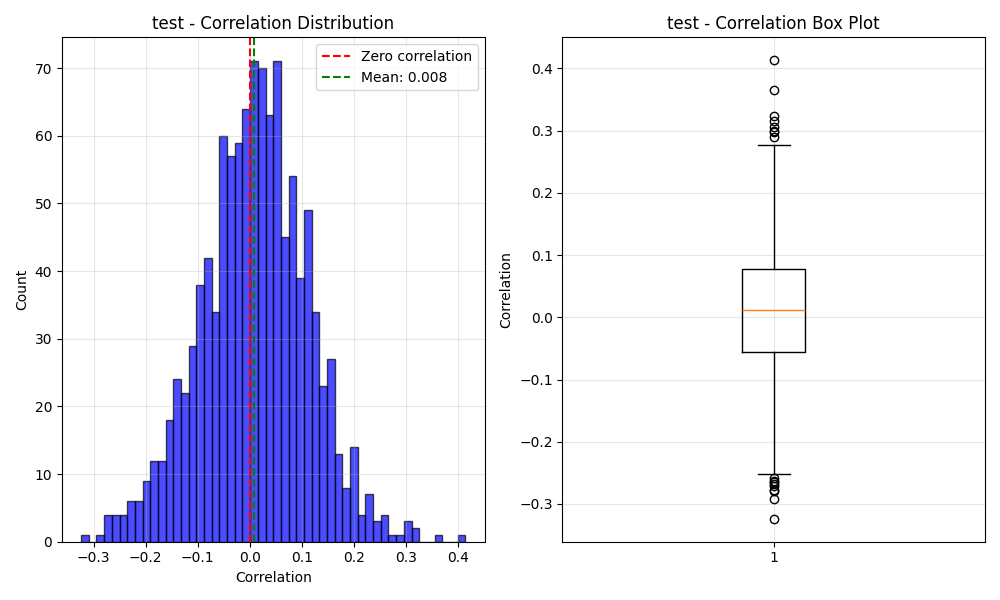 test - Correlation Distribution
Zero correlation
Mean: 0.008
Count
70
60
50
40
30
20
10
0
−0.3 −0.2 −0.1 0.0 0.1 0.2 0.3 0.4
Correlation
test - Correlation Box Plot
Correlation
0.4
0.3
0.2
0.1
0.0
−0.1
−0.2
−0.3
1